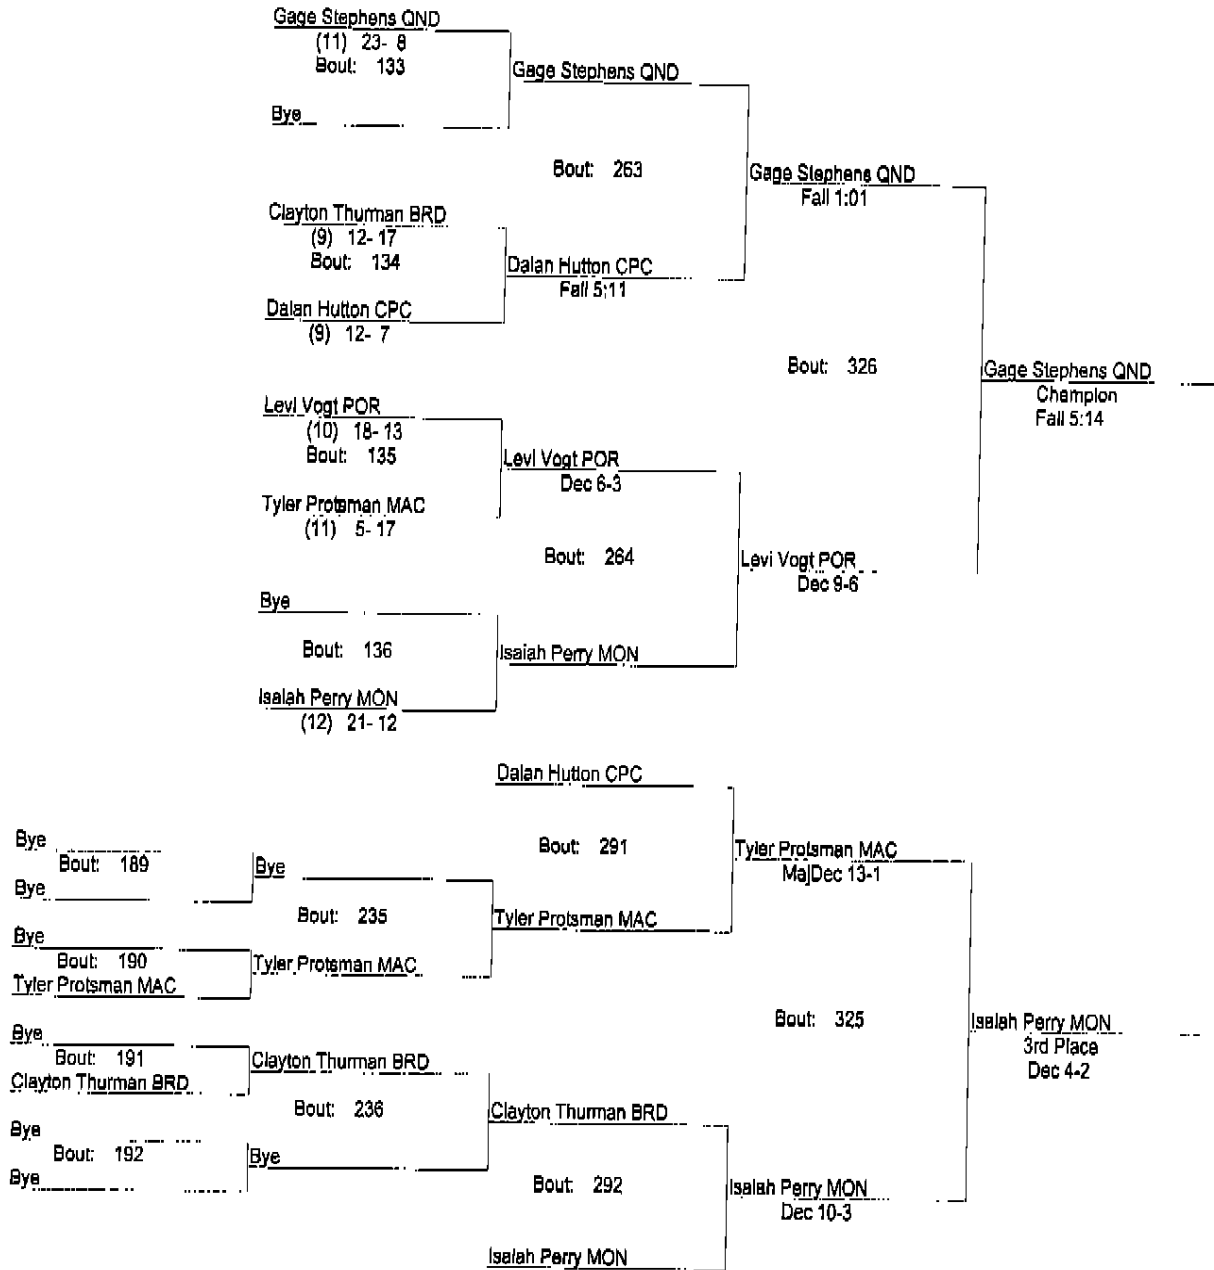 Gage Stephens QND
(11) 23- 8
Bout: 133
Gage Stephens QND
Bye
Bout: 263
Gage Stephens QND
Fall 1:01
Clayton Thurman BRD
(9) 12- 17
Bout: 134
Dalan Hutton CPC
Fall 5:11
Dalan Hutton CPC
(9) 12- 7
Bout: 326
Gage Stephens QND
Champion
Fall 5:14
Levi Vogt POR
(10) 18- 13
Bout: 135
Levi Vogt POR
Dec 6-3
Tyler Protsman MAC
(11) 5- 17
Bout: 264
Levi Vogt POR
Dec 9-6
Bye
Bout: 136
Isaiah Perry MON
Isaiah Perry MON
(12) 21- 12
Dalan Hutton CPC
Bout: 291
Tyler Protsman MAC
MajDec 13-1
Bye
Bout: 189
Bye
Bye
Bout: 235
Tyler Protsman MAC
Bye
Bout: 190
Tyler Protsman MAC
Tyler Protsman MAC
Bout: 325
Isaiah Perry MON
3rd Place
Dec 4-2
Bye
Bout: 191
Clayton Thurman BRD
Clayton Thurman BRD
Bout: 236
Clayton Thurman BRD
Bye
Bout: 192
Bye
Bye
Bout: 292
Isaiah Perry MON
Dec 10-3
Isaiah Perry MON